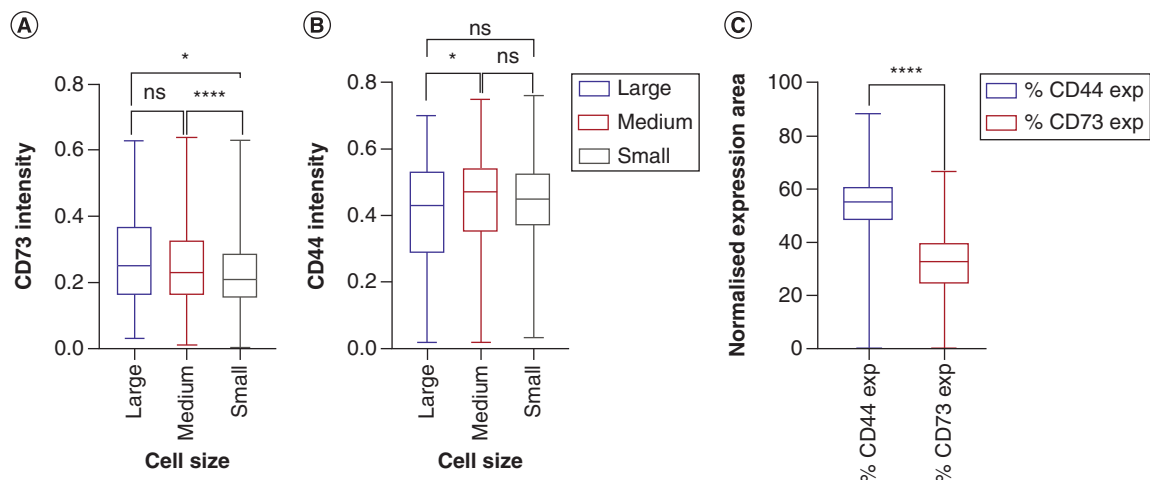 A
B
C
*
ns
****
0.8
0.6
0.4
0.2
0.0
CD73 intensity
Large
Medium
Small
Cell size
ns
*
ns
0.8
0.6
0.4
0.2
0.0
CD44 intensity
Large
Medium
Small
Cell size
Large
Medium
Small
****
100
80
60
40
20
0
Normalised expression area
% CD44 exp
% CD73 exp
% CD44 exp
% CD73 exp